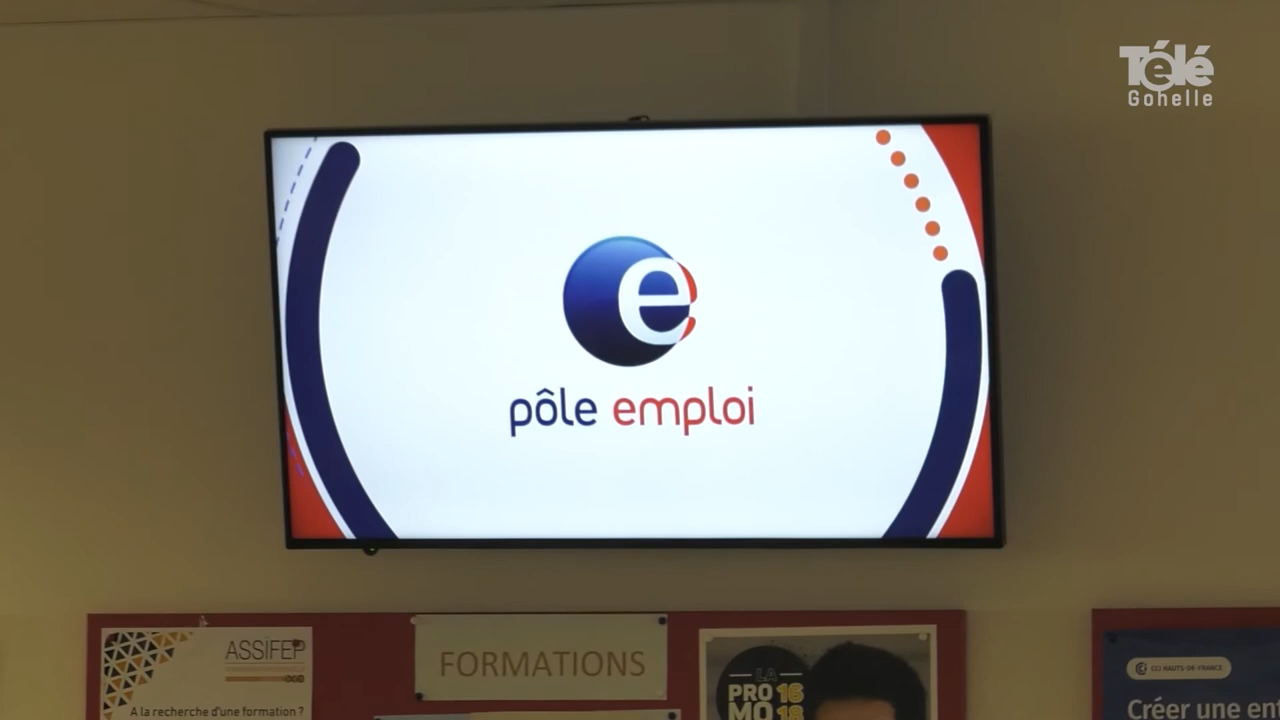 Télé
Gohelle
e
pôle emploi
ASSIFEP
FORMATIONS
A la recherche d'une formation ?
LA
PRO 16
MO 18
CCI HAUTS-DE-FRANCE
Créer une en